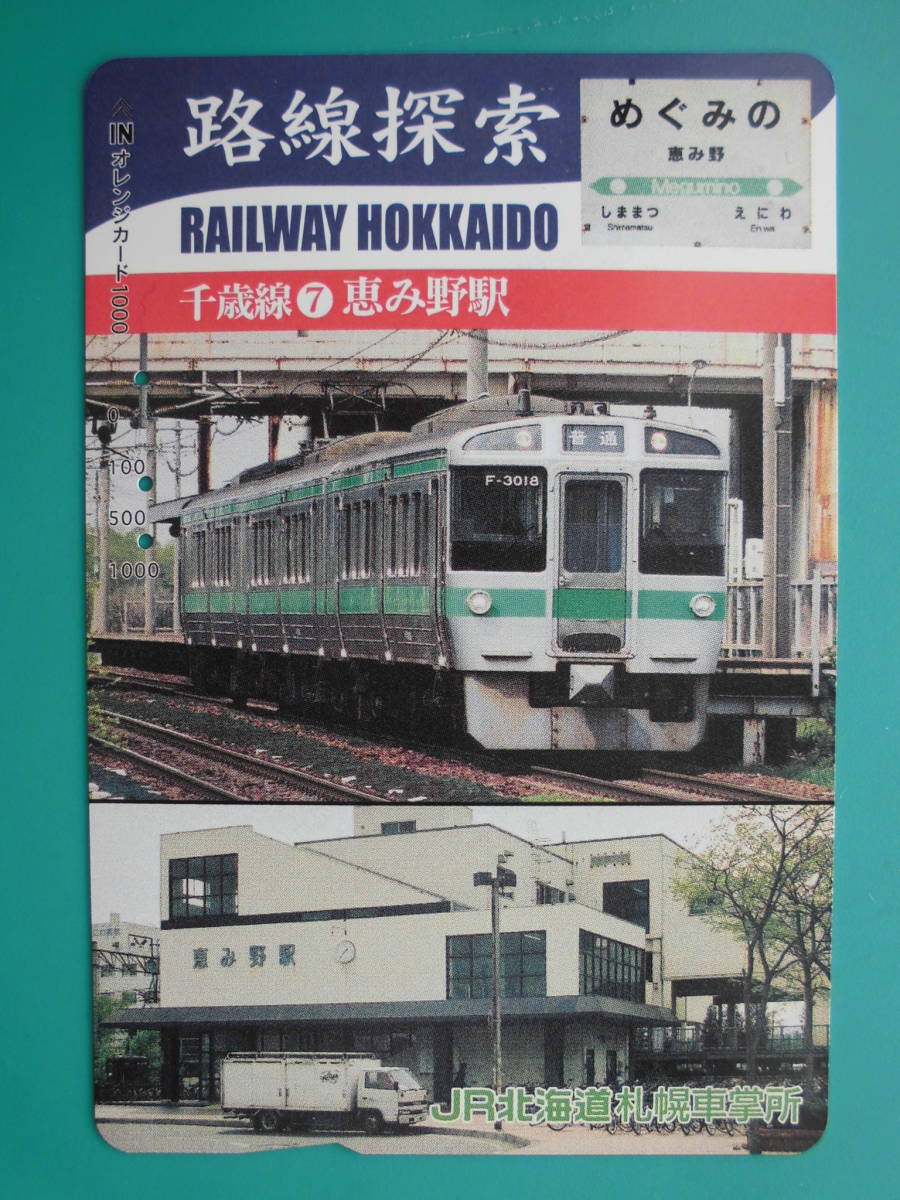 路線探索
RAILWAY HOKKAIDO
千歳線❼恵み野駅
めぐみの
恵み野
Megumino
しままつ えにわ
Shimamatsu Eniwa
《 IN オレンジカード1000
0
100
500
1000
普通
F-3018
恵み野駅
JR北海道札幌車掌所